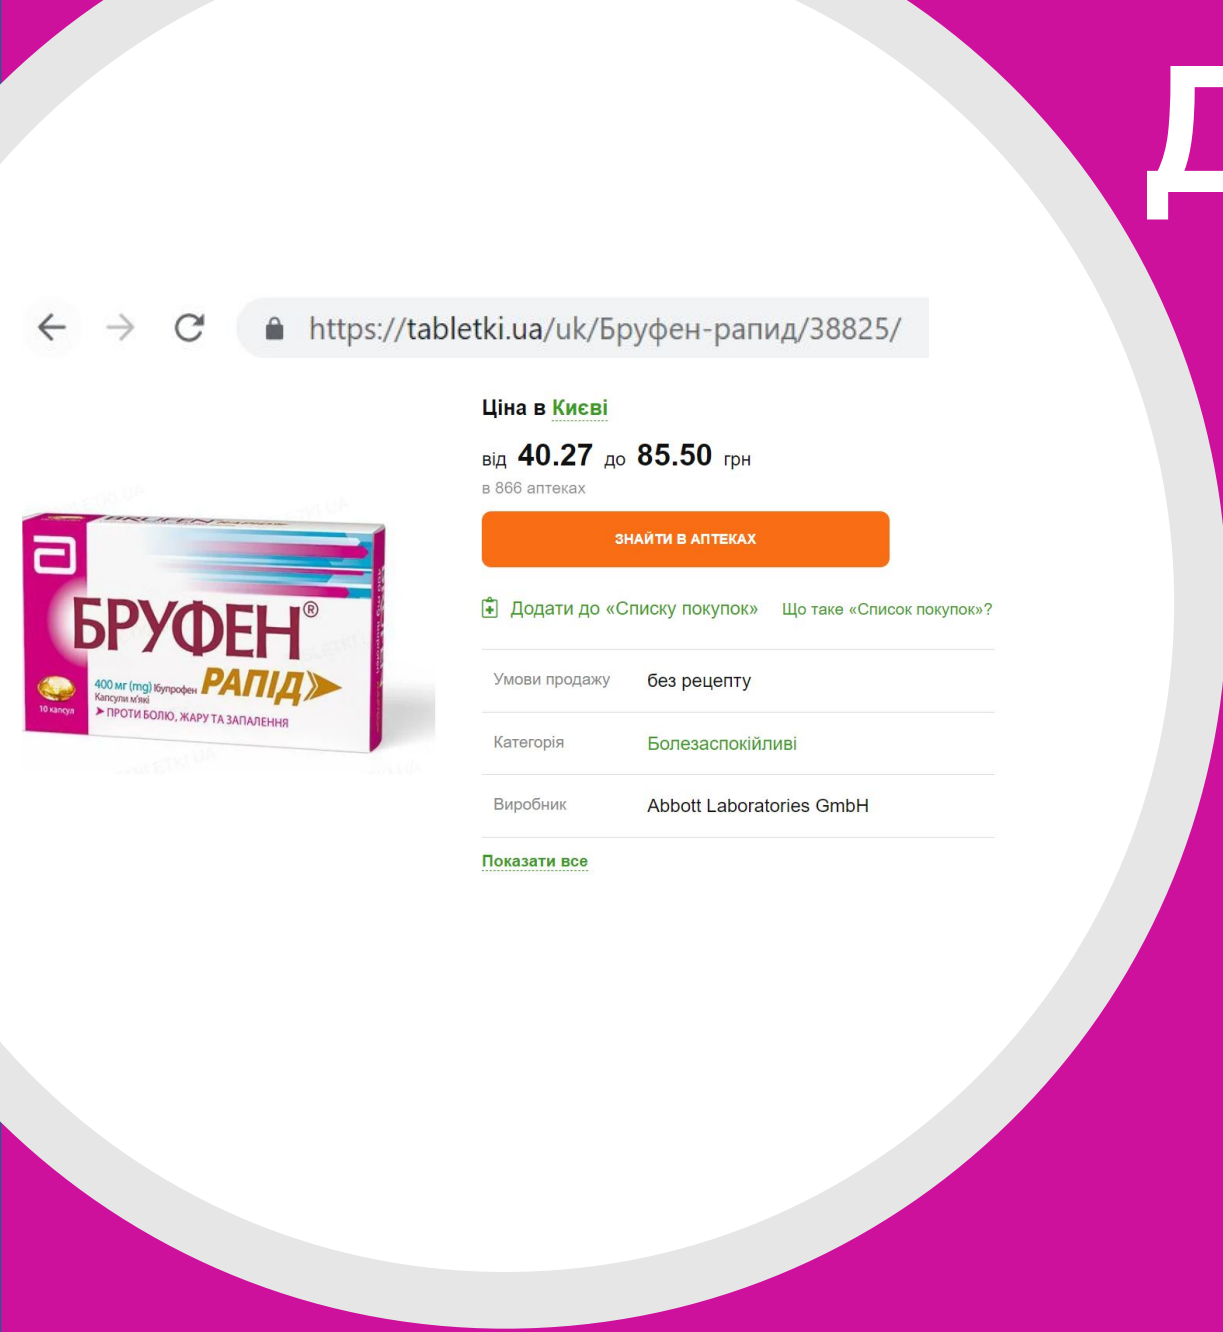 Д
https://tabletki.ua/uk/Бруфен-рапид/38825/
Ціна в Києві
від 40.27 до 85.50 грн
в 866 аптеках
ЗНАЙТИ В АПТЕКАХ
Додати до «Списку покупок» Що таке «Список покупок»?
Умови продажу без рецепту
Категорія Болезаспокійливі
Виробник Abbott Laboratories GmbH
Показати все
БРУФЕН®
РАПІД
400 мг (mg) Ібупрофен
Капсули м'які
10 капсул
ПРОТИ БОЛЮ, ЖАРУ ТА ЗАПАЛЕННЯ